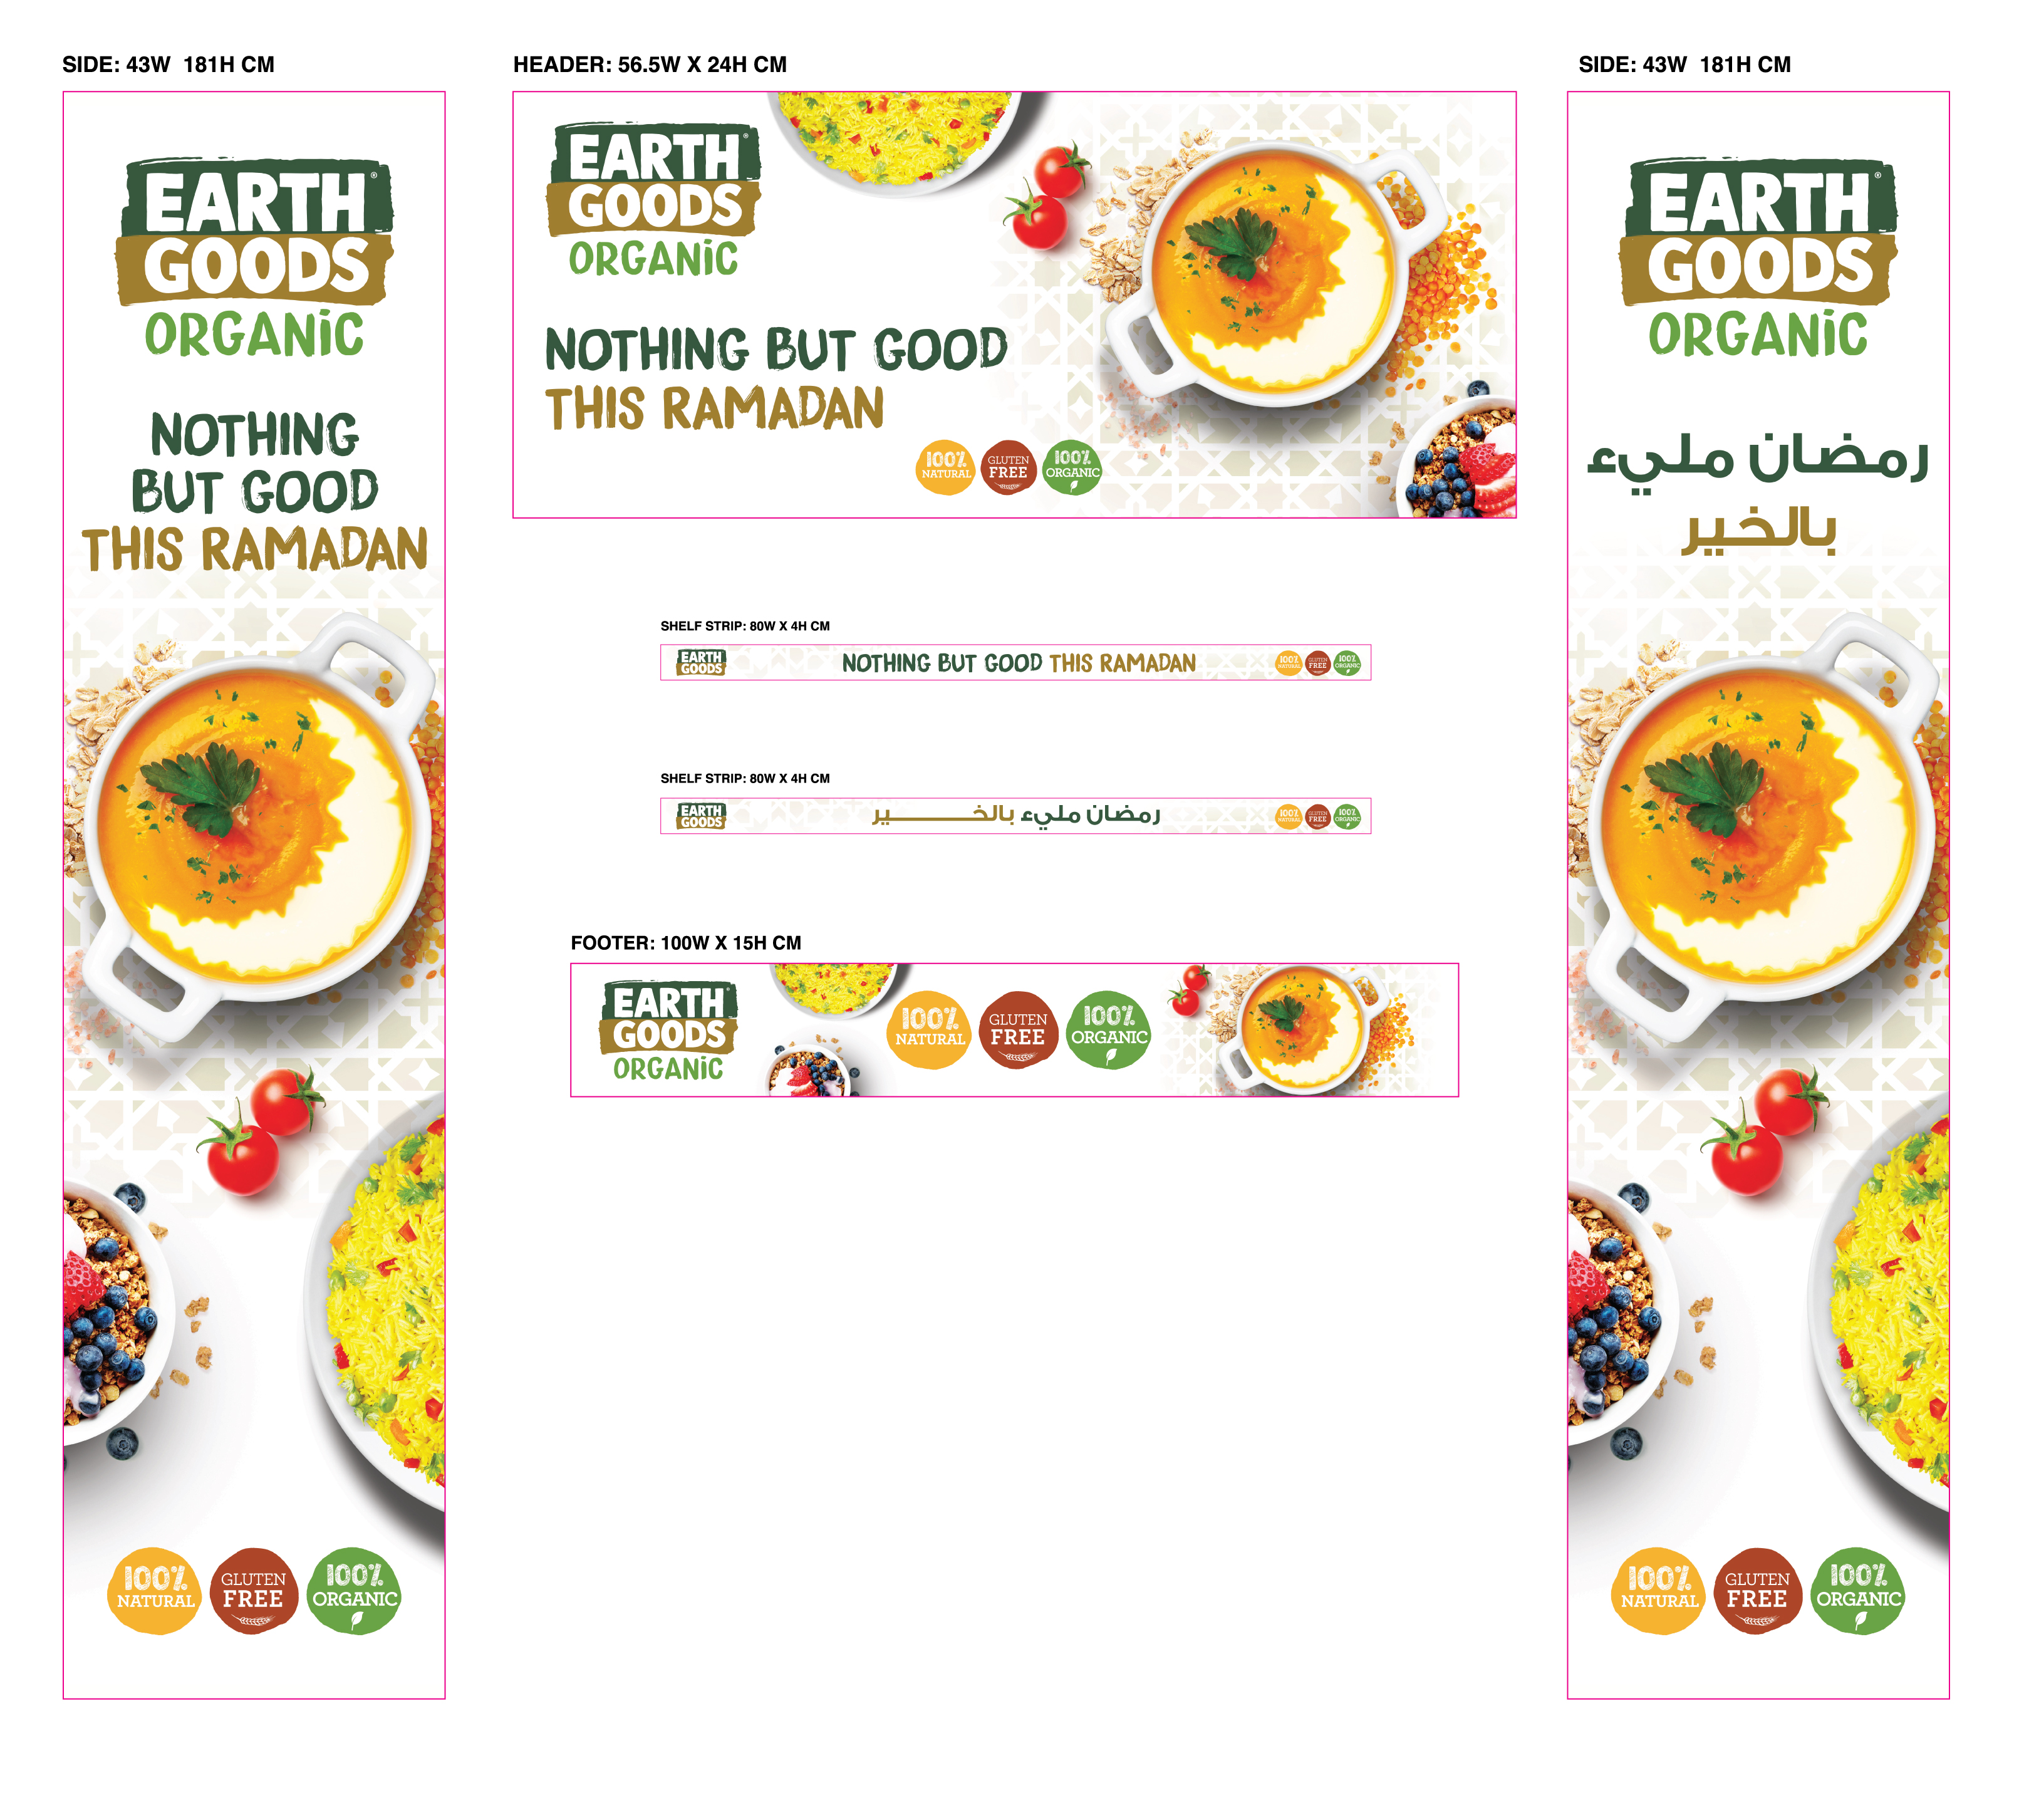 SIDE: 43W  181H CM
EARTH®
GOODS
ORGANiC
NOTHING
BUT GOOD
THIS RAMADAN
100%
NATURAL
GLUTEN
FREE
100%
ORGANIC
HEADER: 56.5W X 24H CM
EARTH®
GOODS
ORGANiC
NOTHING BUT GOOD
THIS RAMADAN
100%
NATURAL
GLUTEN
FREE
100%
ORGANIC
SHELF STRIP: 80W X 4H CM
EARTH
GOODS
NOTHING BUT GOOD THIS RAMADAN
100%
NATURAL
GLUTEN
FREE
100%
ORGANIC
SHELF STRIP: 80W X 4H CM
EARTH
GOODS
رمضان مليء بالخـــــــــير
100%
NATURAL
GLUTEN
FREE
100%
ORGANIC
FOOTER: 100W X 15H CM
EARTH®
GOODS
ORGANiC
100%
NATURAL
GLUTEN
FREE
100%
ORGANIC
SIDE: 43W  181H CM
EARTH®
GOODS
ORGANiC
رمضان مليء
بالخير
100%
NATURAL
GLUTEN
FREE
100%
ORGANIC